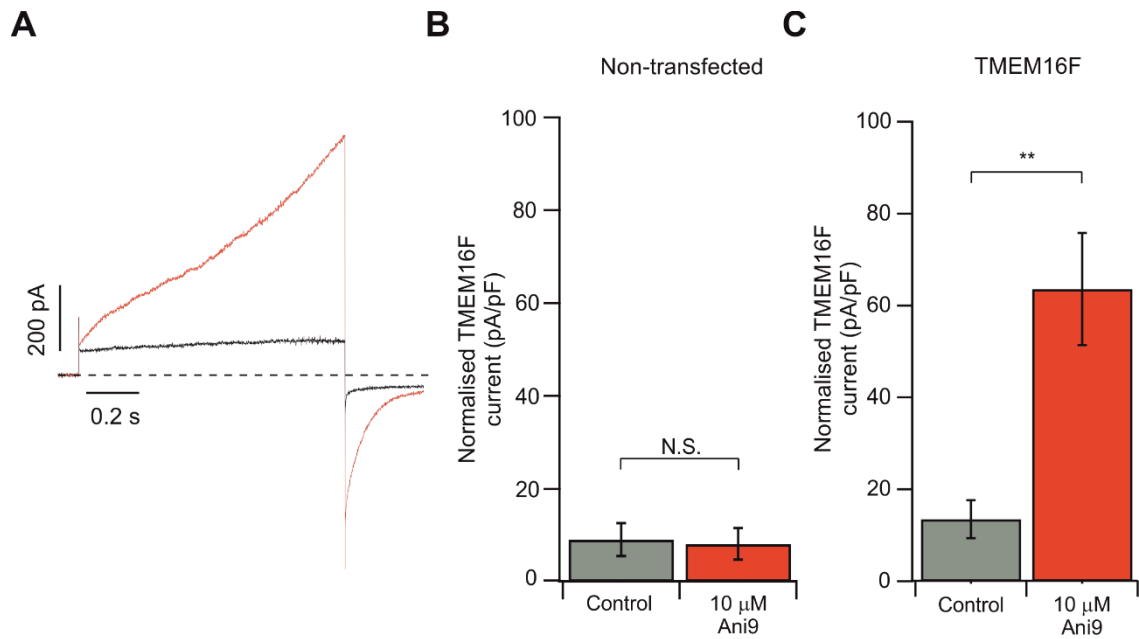 A
200 pA
0.2 s
B
Non-transfected
Normalised TMEM16F
current (pA/pF)
100
80
60
40
20
0
N.S.
Control
10 μM
Ani9
C
TMEM16F
Normalised TMEM16F
current (pA/pF)
100
80
60
40
20
0
**
Control
10 μM
Ani9